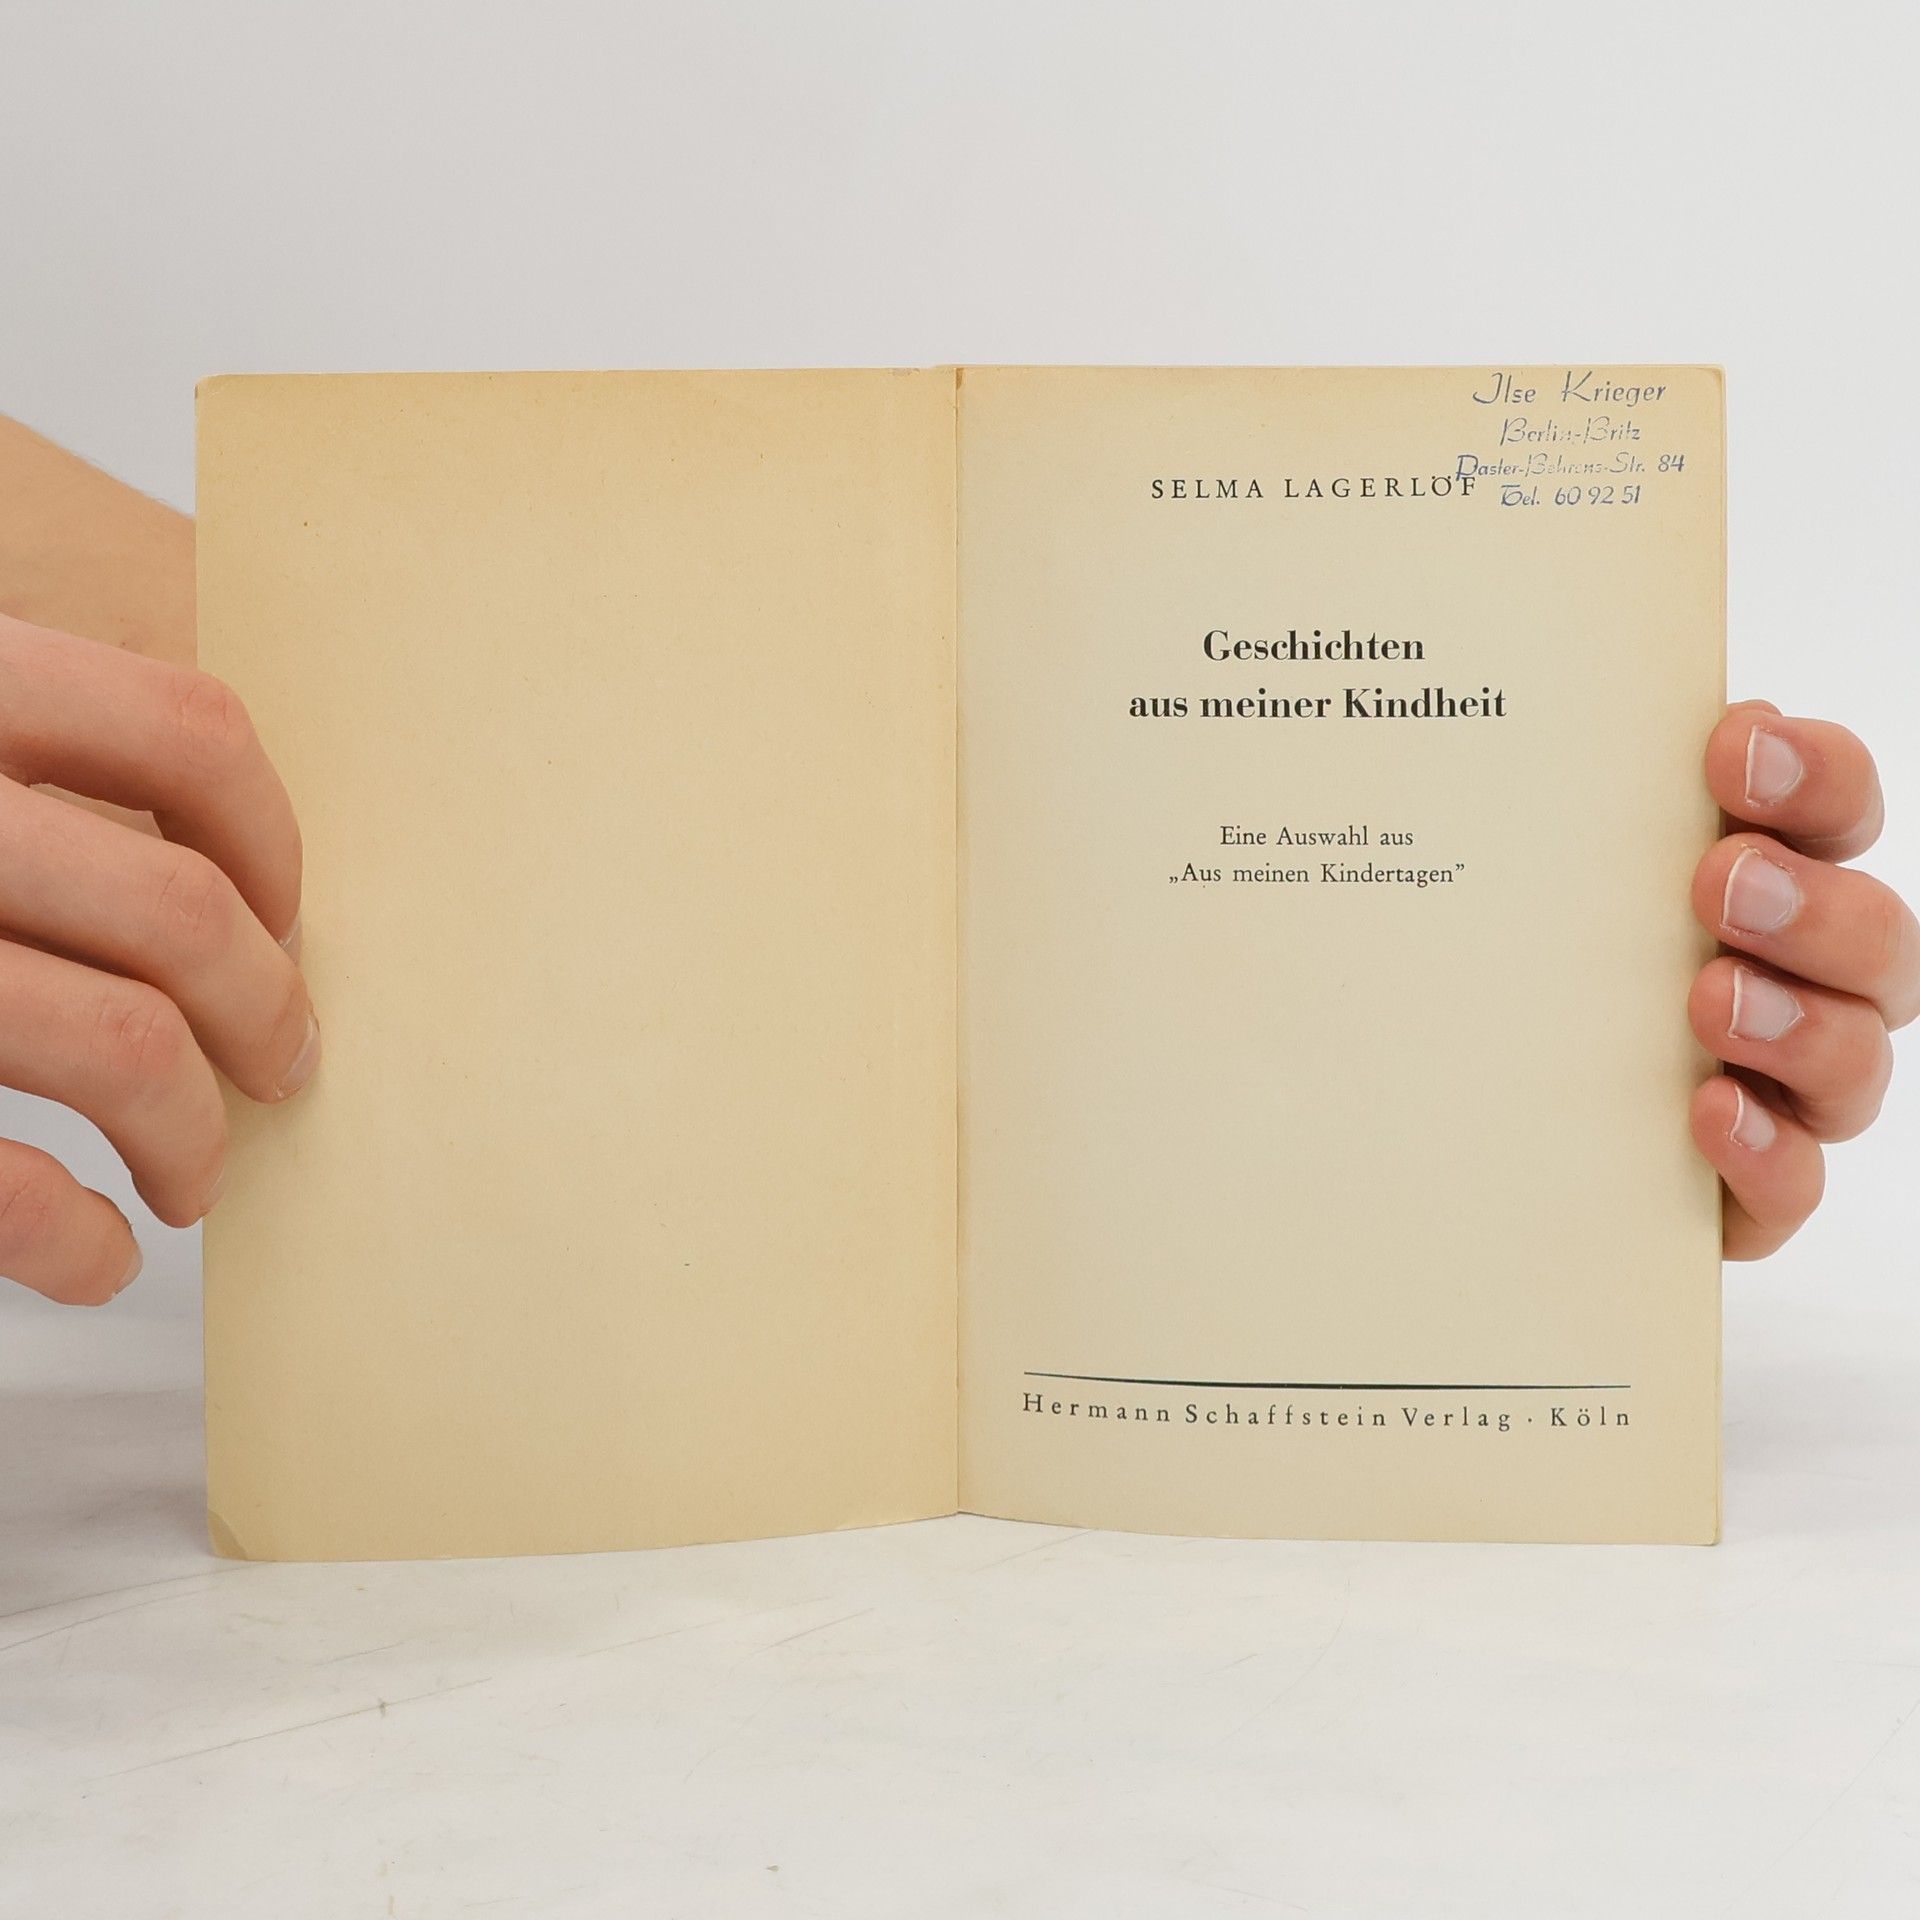 Ilse Krieger
Berlin-Britz
Paster-Behrens-Str. 84
Tel. 60 92 51
SELMA LAGERLÖF
Geschichten
aus meiner Kindheit
Eine Auswahl aus
„Aus meinen Kindertagen”
Hermann Schaffstein Verlag · Köln